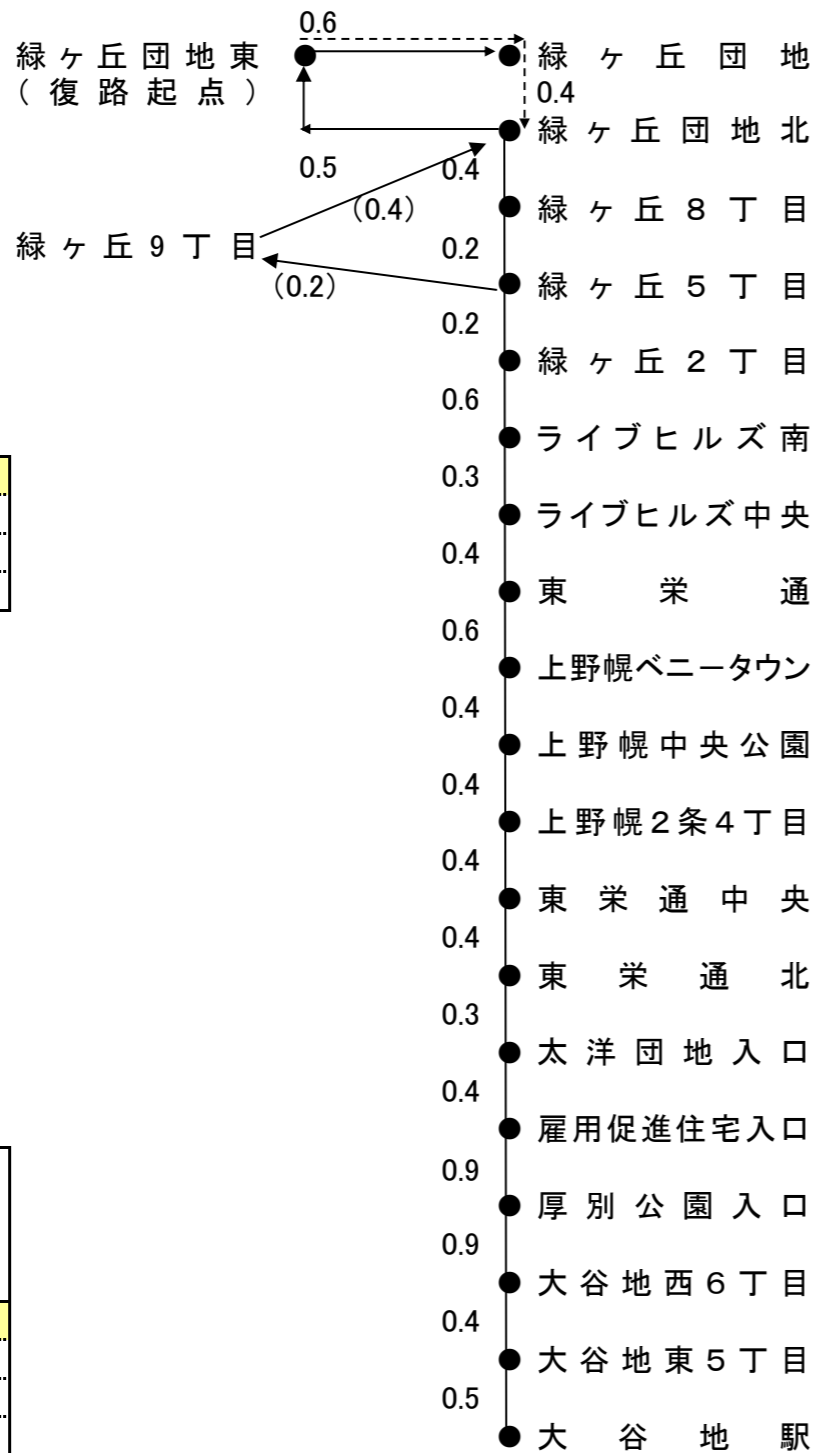 0.6
緑ヶ丘団地東
(復路起点)
緑ヶ丘団地
0.4
緑ヶ丘団地北
0.5
0.4
(0.4)
緑ヶ丘8丁目
緑ヶ丘9丁目
0.2
(0.2)
緑ヶ丘5丁目
0.2
緑ヶ丘2丁目
0.6
ライブヒルズ南
0.3
ライブヒルズ中央
0.4
東栄通
0.6
上野幌ベニータウン
0.4
上野幌中央公園
0.4
上野幌2条4丁目
0.4
東栄通中央
0.4
東栄通北
0.3
太洋団地入口
0.4
雇用促進住宅入口
0.9
厚別公園入口
0.9
大谷地西6丁目
0.4
大谷地東5丁目
0.5
大谷地駅